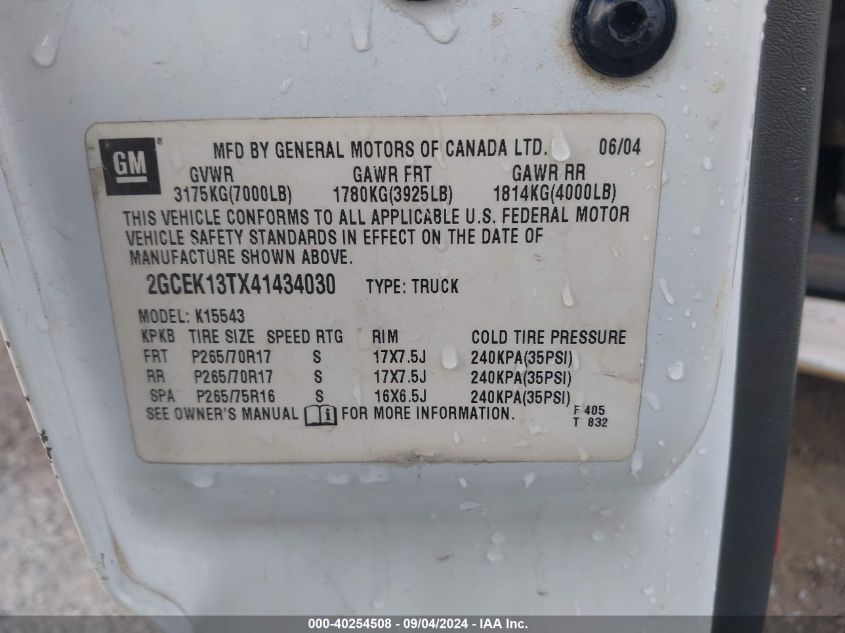 GM
MFD BY GENERAL MOTORS OF CANADA LTD. 06/04
GVWR GAWR FRT GAWR RR
3175KG(7000LB) 1780KG(3925LB) 1814KG(4000LB)
THIS VEHICLE CONFORMS TO ALL APPLICABLE U.S. FEDERAL MOTOR
VEHICLE SAFETY STANDARDS IN EFFECT ON THE DATE OF
MANUFACTURE SHOWN ABOVE.
2GCEK13TX41434030 TYPE: TRUCK
MODEL: K15543
KPKB TIRE SIZE SPEED RTG RIM COLD TIRE PRESSURE
FRT P265/70R17 S 17X7.5J 240KPA(35PSI)
RR P265/70R17 S 17X7.5J 240KPA(35PSI)
SPA P265/75R16 S 16X6.5J 240KPA(35PSI)
SEE OWNER'S MANUAL i FOR MORE INFORMATION.
F 405
T 832
000-40254508 - 09/04/2024 - IAA Inc.